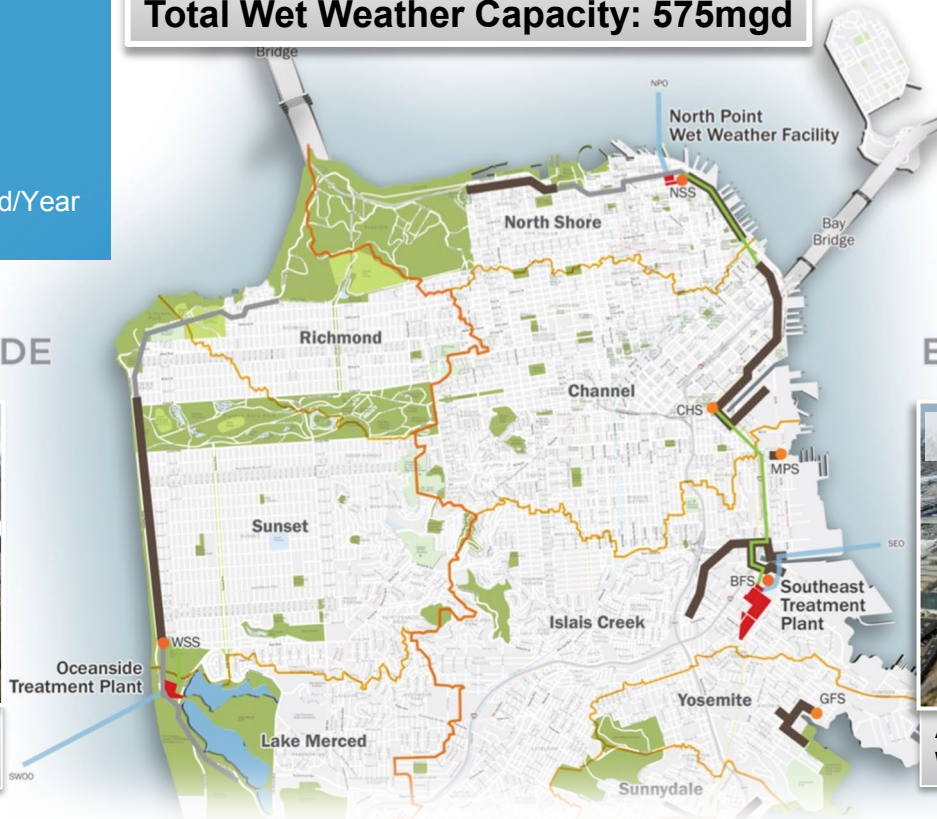 Total Wet Weather Capacity: 575mgd
Bridge
NPO
North Point
Wet Weather Facility
NSS
d/Year
North Shore
Bay
Bridge
DE
Richmond
E
Channel
CHS
MPS
Sunset
SEO
BFS
Southeast
Treatment
Plant
Islais Creek
WSS
Oceanside
Treatment Plant
Yosemite
GFS
Lake Merced
SWOO
Sunnydale